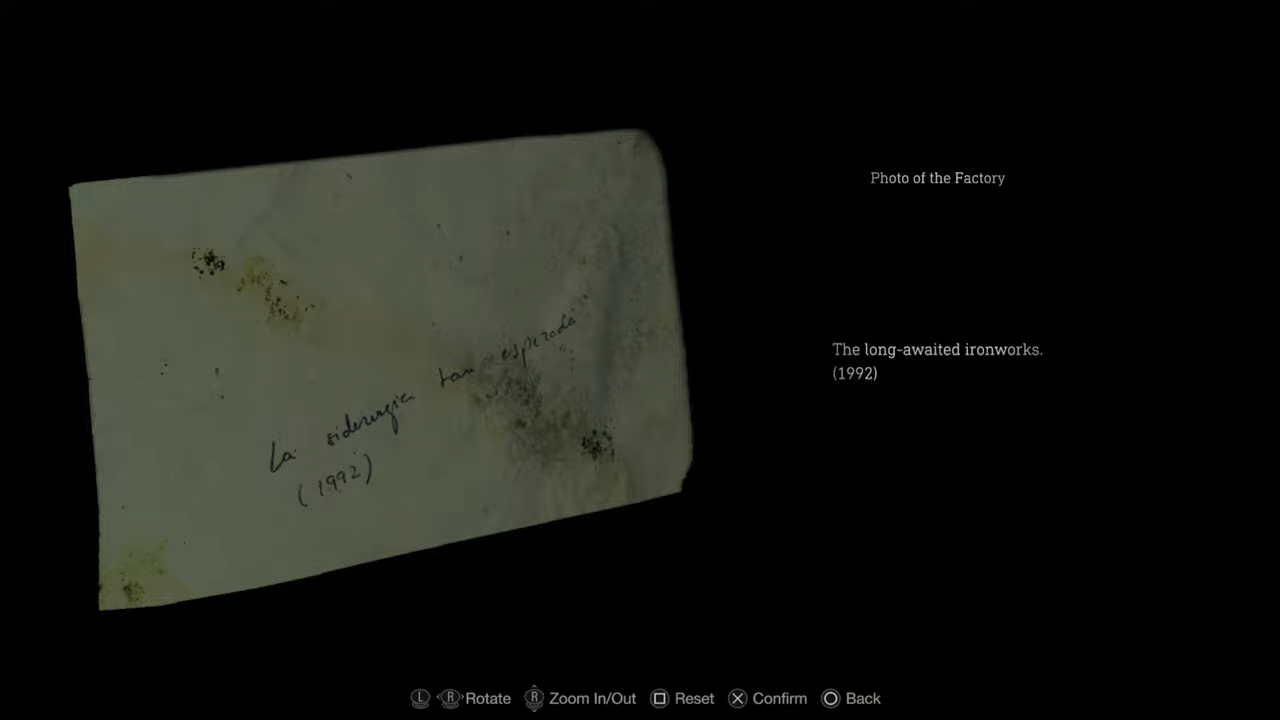 Photo of the Factory
La siderurgica tan esperada
(1992)
The long-awaited ironworks.
(1992)
L R Rotate R Zoom In/Out Reset Confirm Back